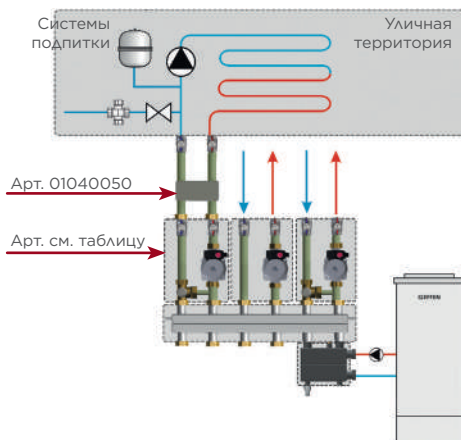 Системы
подпитки
Уличная
территория
Арт. 01040050
Арт. см. таблицу